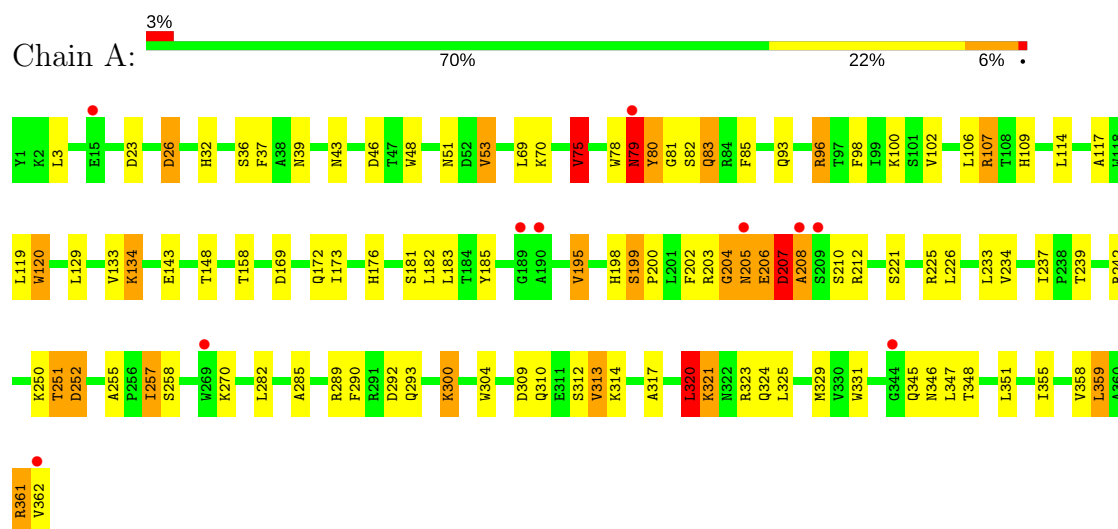 3%
Chain A:
70% 22% 6% •
Y1 K2 L3 E15 D23 D26 H32 S36 F37 A38 N39 N43 D46 T47 W48 N51 D52 V53 L69 K70 V75 W78 N79 Y80 G81 S82 Q83 R84 F85 Q93 R96 T97 F98 I99 K100 S101 V102 L106 R107 T108 H109 L114 A117 W118
L119 W120 L129 V133 K134 E143 T148 T158 D169 Q172 I173 H176 S181 L182 L183 T184 Y185 G189 A190 V195 H198 S199 P200 L201 F202 R203 G204 N205 E206 D207 A208 S209 S210 R212 S221 R225 L226 L233 V234 I237 P238 T239
K250 T251 D252 A255 P256 I257 S258 W269 K270 L282 A285 R289 F290 R291 D292 Q293 K300 W304 D309 Q310 E311 S312 V313 K314 A317 L320 K321 N322 R323 Q324 L325 M329 V330 W331 G344 Q345 N346 L347 T348 L351 I355 V358 L359 A360
R361 V362